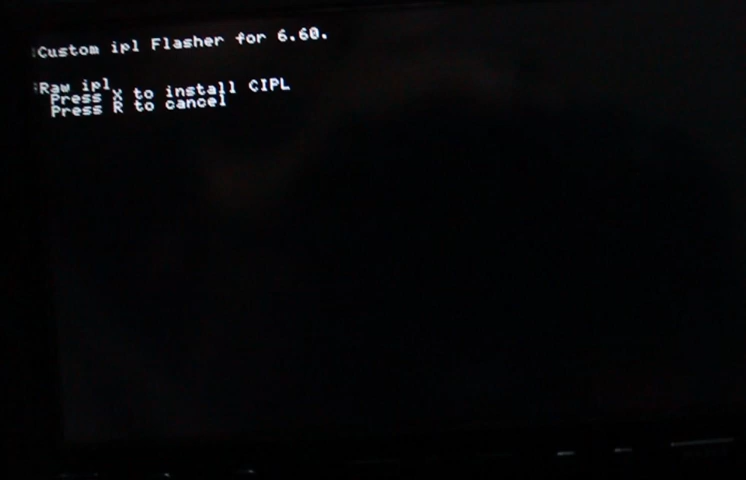 Custom ipl Flasher for 6.60.
Raw ipl
Press X to install CIPL
Press R to cancel